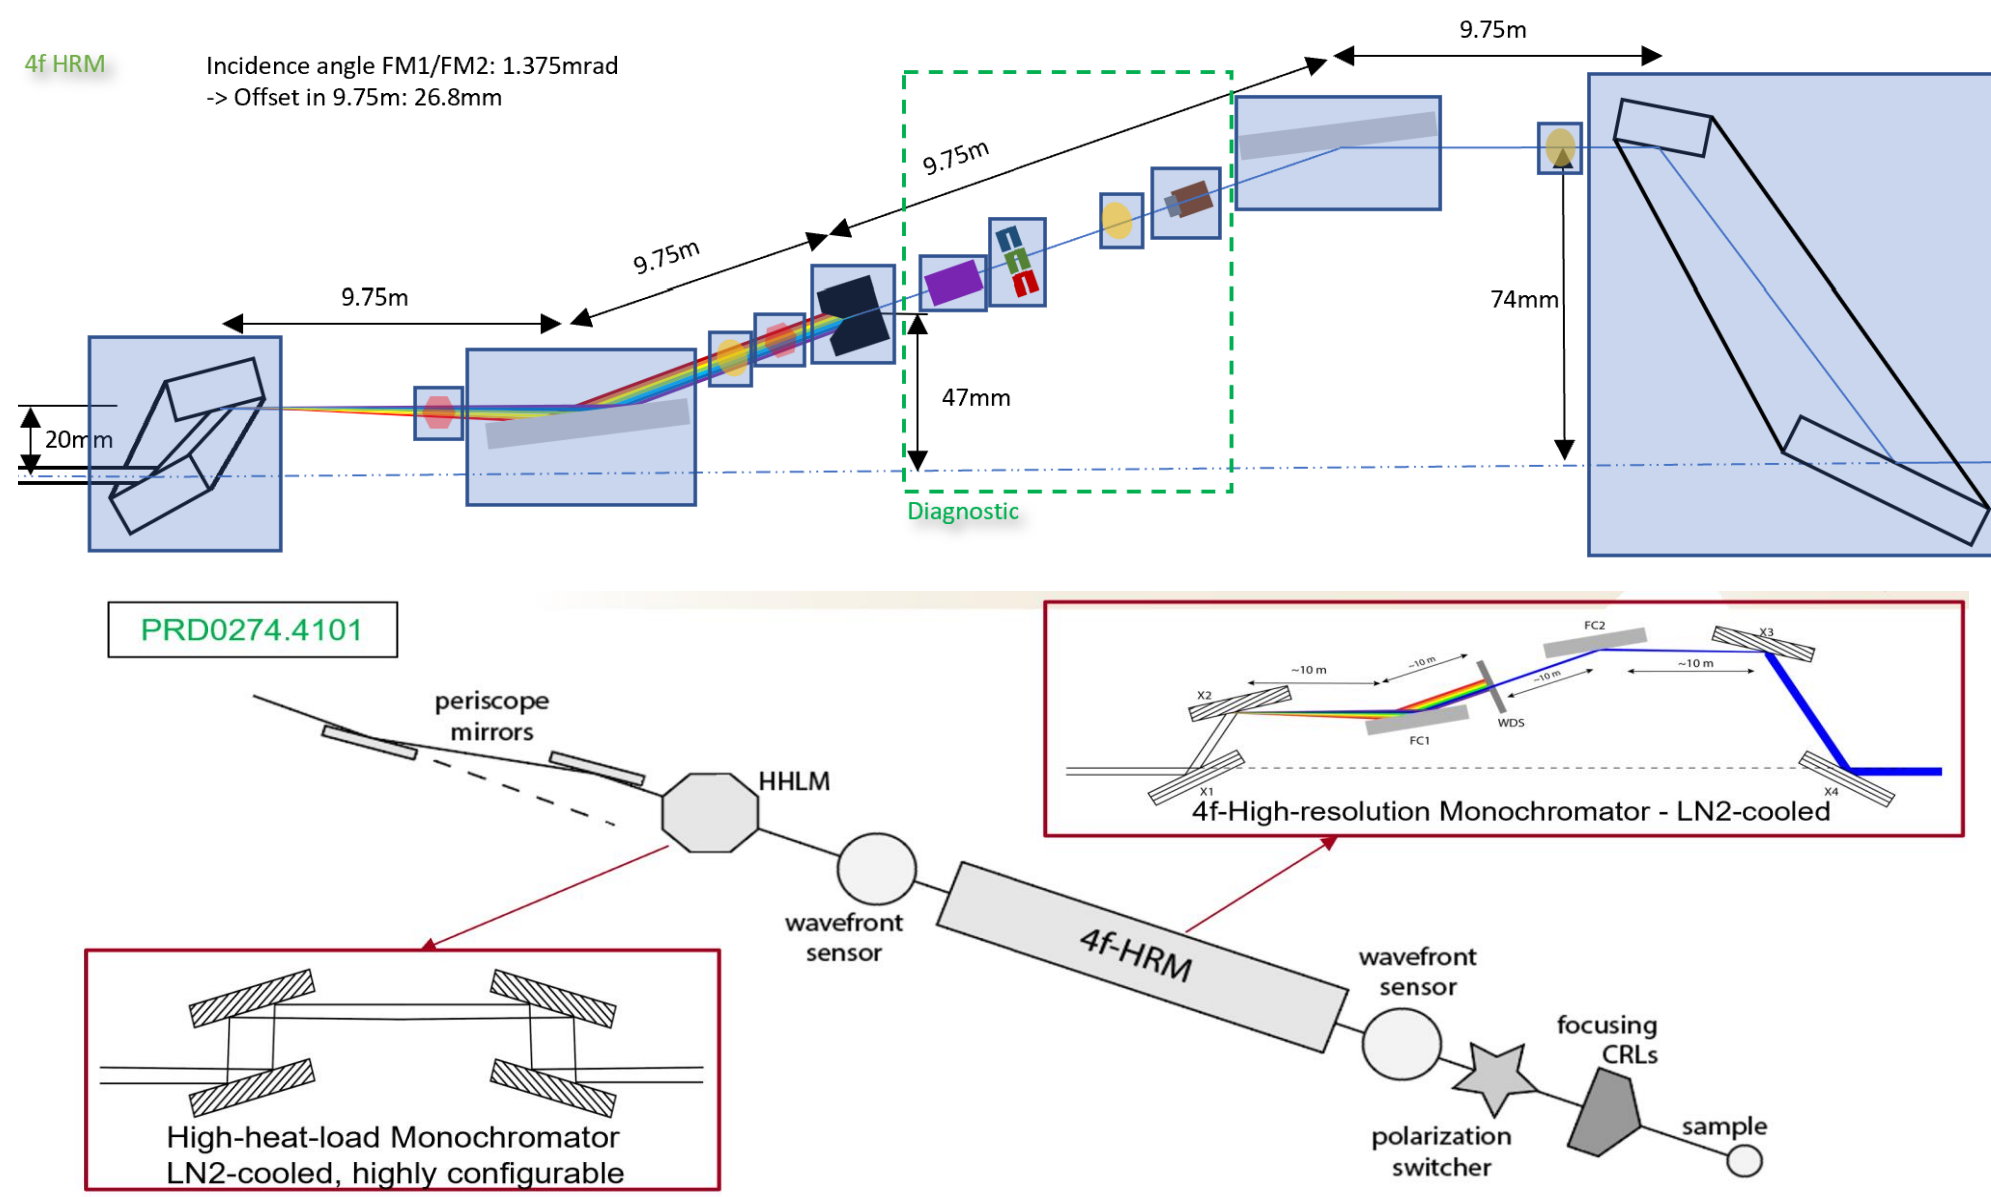 4f HRM
Incidence angle FM1/FM2: 1.375mrad
-> Offset in 9.75m: 26.8mm
9.75m
9.75m
9.75m
9.75m
20mm
47mm
74mm
Diagnostic
PRD0274.4101
periscope
mirrors
HHLM
wavefront
sensor
4f-HRM
wavefront
sensor
polarization
switcher
focusing
CRLs
sample
High-heat-load Monochromator
LN2-cooled, highly configurable
X1
X2
~10 m
FC1
~10 m
WDS
~10 m
FC2
~10 m
X3
X4
4f-High-resolution Monochromator - LN2-cooled